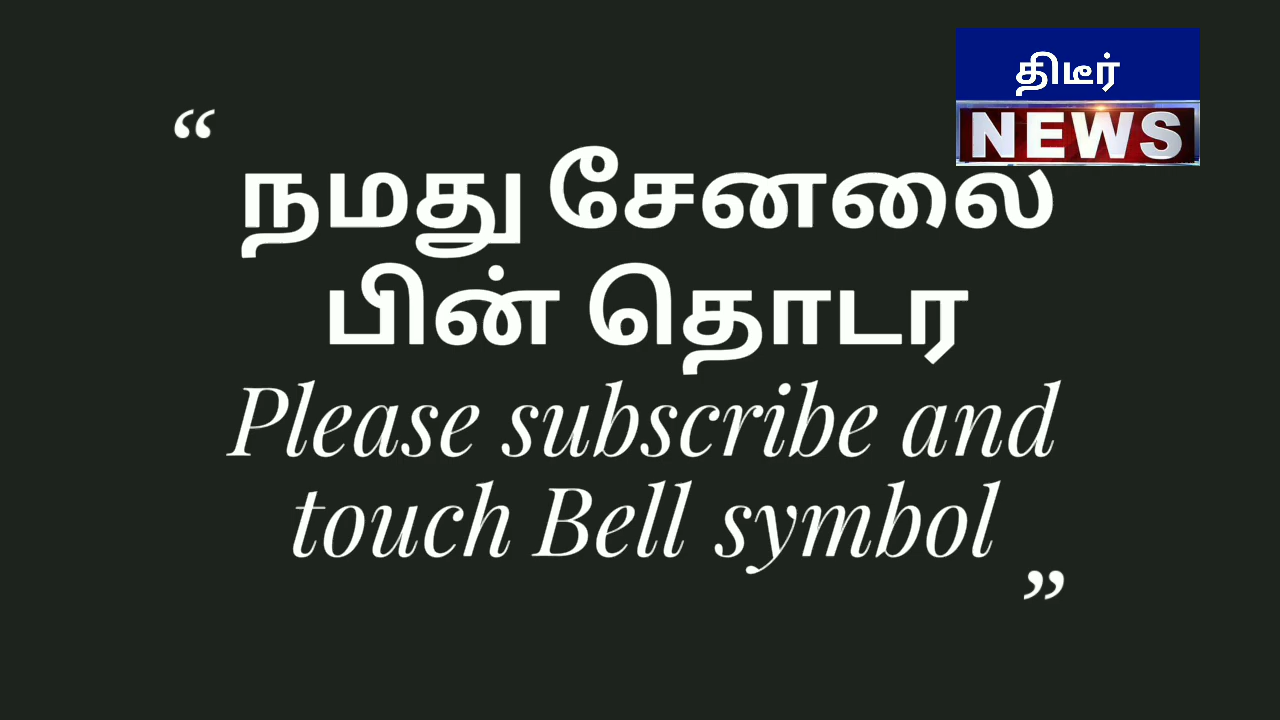 திடீர்
NEWS
“
நமது சேனலை
பின் தொடர
Please subscribe and
touch Bell symbol
”